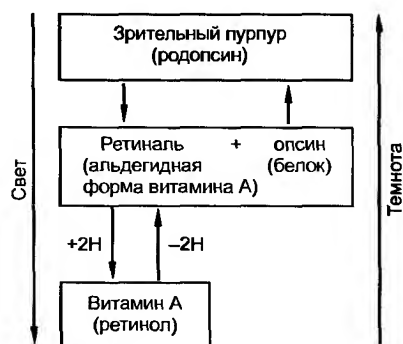 Зрительный пурпур
(родопсин)
Ретиналь + опсин
(альдегидная (белок)
форма витамина А)
+2Н −2Н
Витамин А
(ретинол)
Свет
Темнота